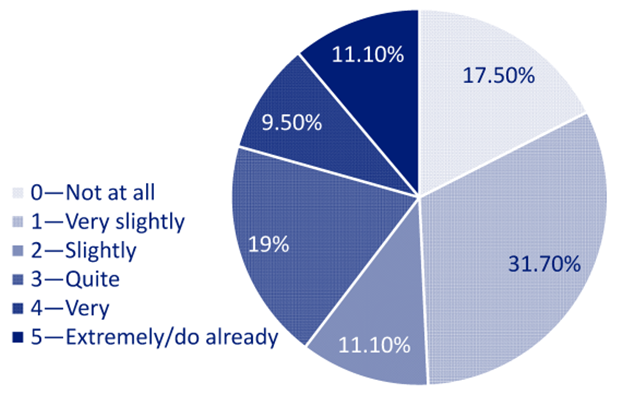 11.10%
17.50%
9.50%
0—Not at all
1—Very slightly
2—Slightly
19%
3—Quite
31.70%
4—Very
5—Extremely/do already
11.10%